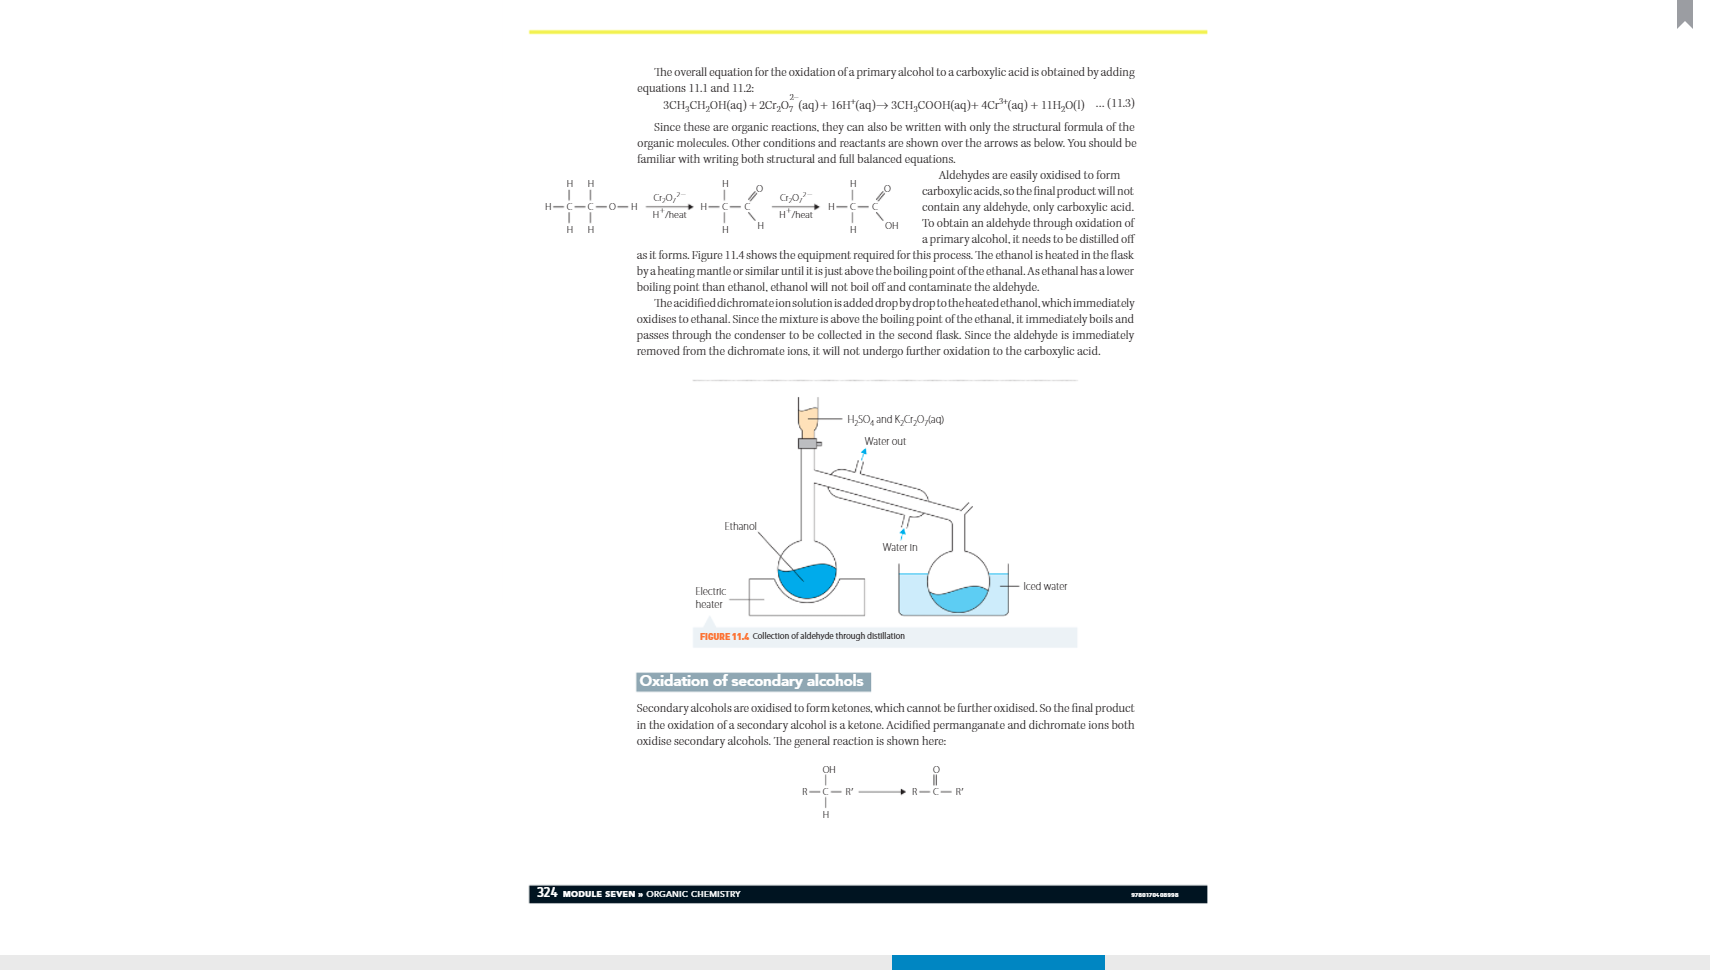 The overall equation for the oxidation of a primary alcohol to a carboxylic acid is obtained by adding
equations 11.1 and 11.2:
3CH₃CH₂OH(aq) + 2Cr₂O₇²⁻(aq) + 16H⁺(aq) → 3CH₃COOH(aq) + 4Cr³⁺(aq) + 11H₂O(l) ... (11.3)
Since these are organic reactions, they can also be written with only the structural formula of the
organic molecules. Other conditions and reactants are shown over the arrows as below. You should be
familiar with writing both structural and full balanced equations.
H H H O H O
H—C—C—O—H Cr₂O₇²⁻ H⁺/heat H—C—C Cr₂O₇²⁻ H⁺/heat H—C—C
H H H H H OH
Aldehydes are easily oxidised to form
carboxylic acids, so the final product will not
contain any aldehyde, only carboxylic acid.
To obtain an aldehyde through oxidation of
a primary alcohol, it needs to be distilled off
as it forms. Figure 11.4 shows the equipment required for this process. The ethanol is heated in the flask
by a heating mantle or similar until it is just above the boiling point of the ethanal. As ethanal has a lower
boiling point than ethanol, ethanol will not boil off and contaminate the aldehyde.
The acidified dichromate ion solution is added drop by drop to the heated ethanol, which immediately
oxidises to ethanal. Since the mixture is above the boiling point of the ethanal, it immediately boils and
passes through the condenser to be collected in the second flask. Since the aldehyde is immediately
removed from the dichromate ions, it will not undergo further oxidation to the carboxylic acid.
H₂SO₄ and K₂Cr₂O₇(aq)
Water out
Ethanol
Water in
Electric
heater
Iced water
FIGURE 11.4 Collection of aldehyde through distillation
Oxidation of secondary alcohols
Secondary alcohols are oxidised to form ketones, which cannot be further oxidised. So the final product
in the oxidation of a secondary alcohol is a ketone. Acidified permanganate and dichromate ions both
oxidise secondary alcohols. The general reaction is shown here:
OH O
R—C—R′ → R—C—R′
H
324 MODULE SEVEN » ORGANIC CHEMISTRY
9780170408998